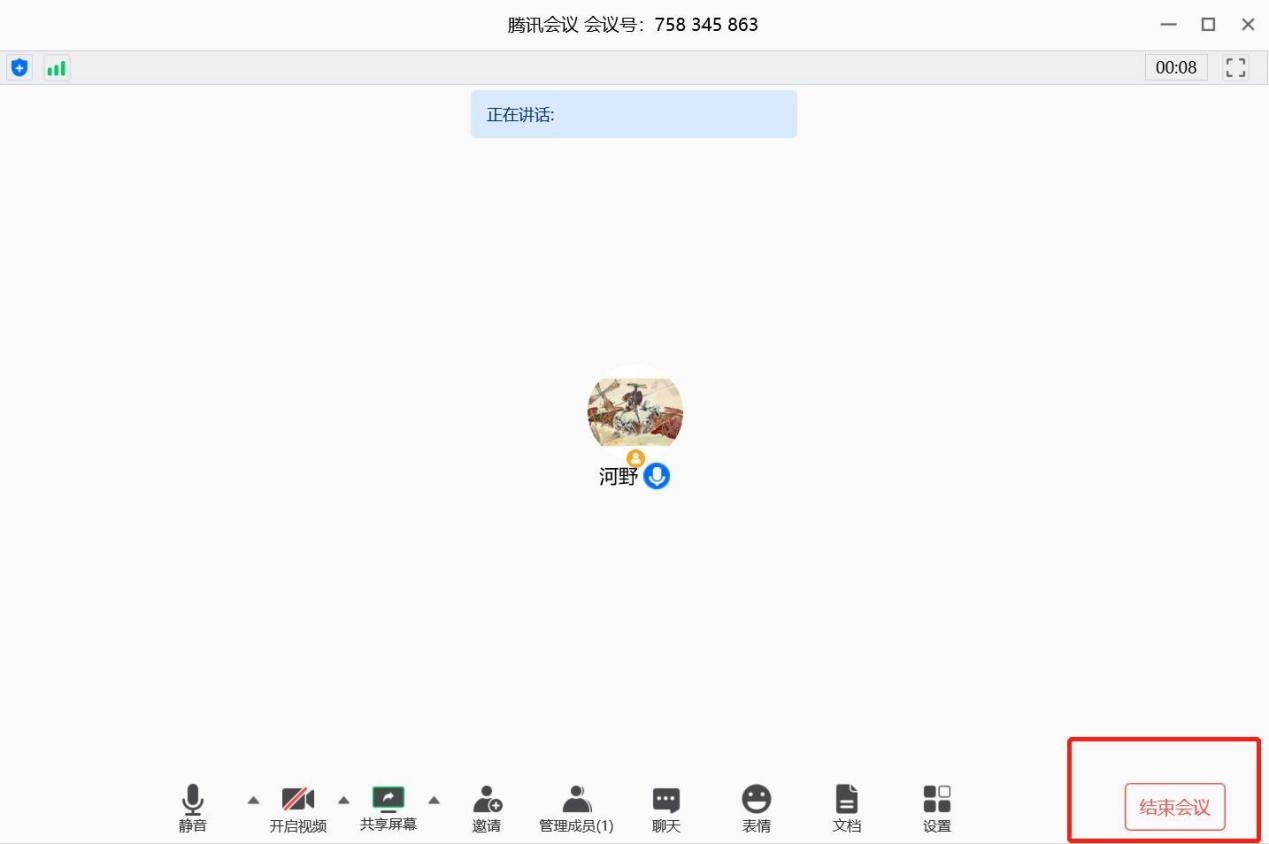 腾讯会议 会议号：758 345 863
00:08
正在讲话:
河野
静音
开启视频
共享屏幕
邀请
管理成员(1)
聊天
表情
文档
设置
结束会议